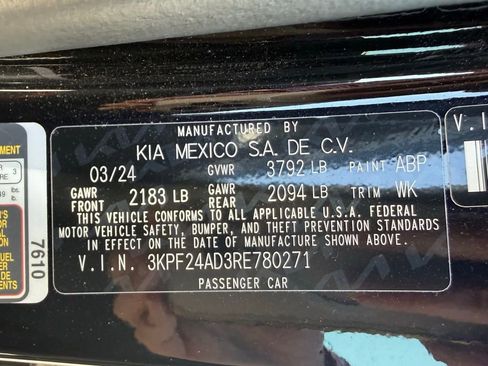 MANUFACTURED BY
KIA MEXICO S.A. DE C.V.
03/24 GVWR 3792 LB PAINT ABP
GAWR FRONT 2183 LB GAWR REAR 2094 LB TRIM WK
THIS VEHICLE CONFORMS TO ALL APPLICABLE U.S.A. FEDERAL
MOTOR VEHICLE SAFETY, BUMPER, AND THEFT PREVENTION STANDARDS
IN EFFECT ON THE DATE OF MANUFACTURE SHOWN ABOVE.
V.I.N. 3KPF24AD3RE780271
PASSENGER CAR
7610
V.I
3